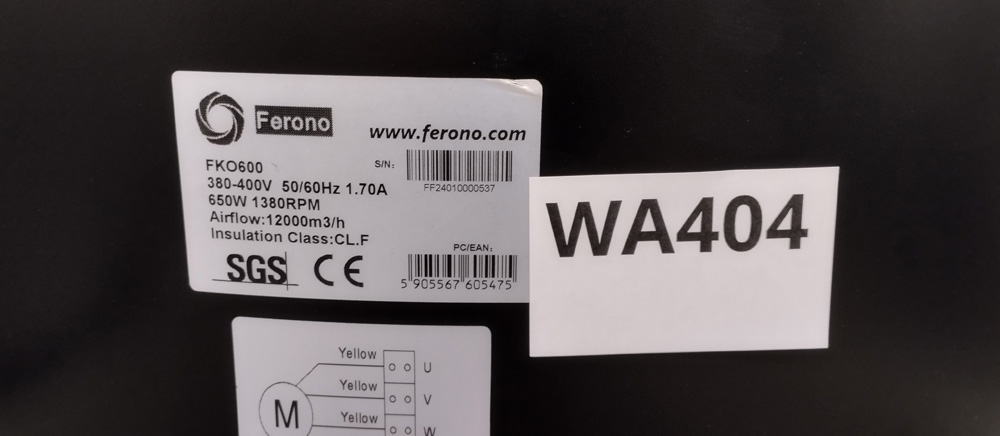 Ferono
www.ferono.com
FKO600
S/N:
380-400V 50/60Hz 1.70A
FF24010000537
650W 1380RPM
Airflow:12000m3/h
Insulation Class:CL.F
PC/EAN:
SGS CE
5 905567 605475
WA404
Yellow U
Yellow V
M
Yellow W